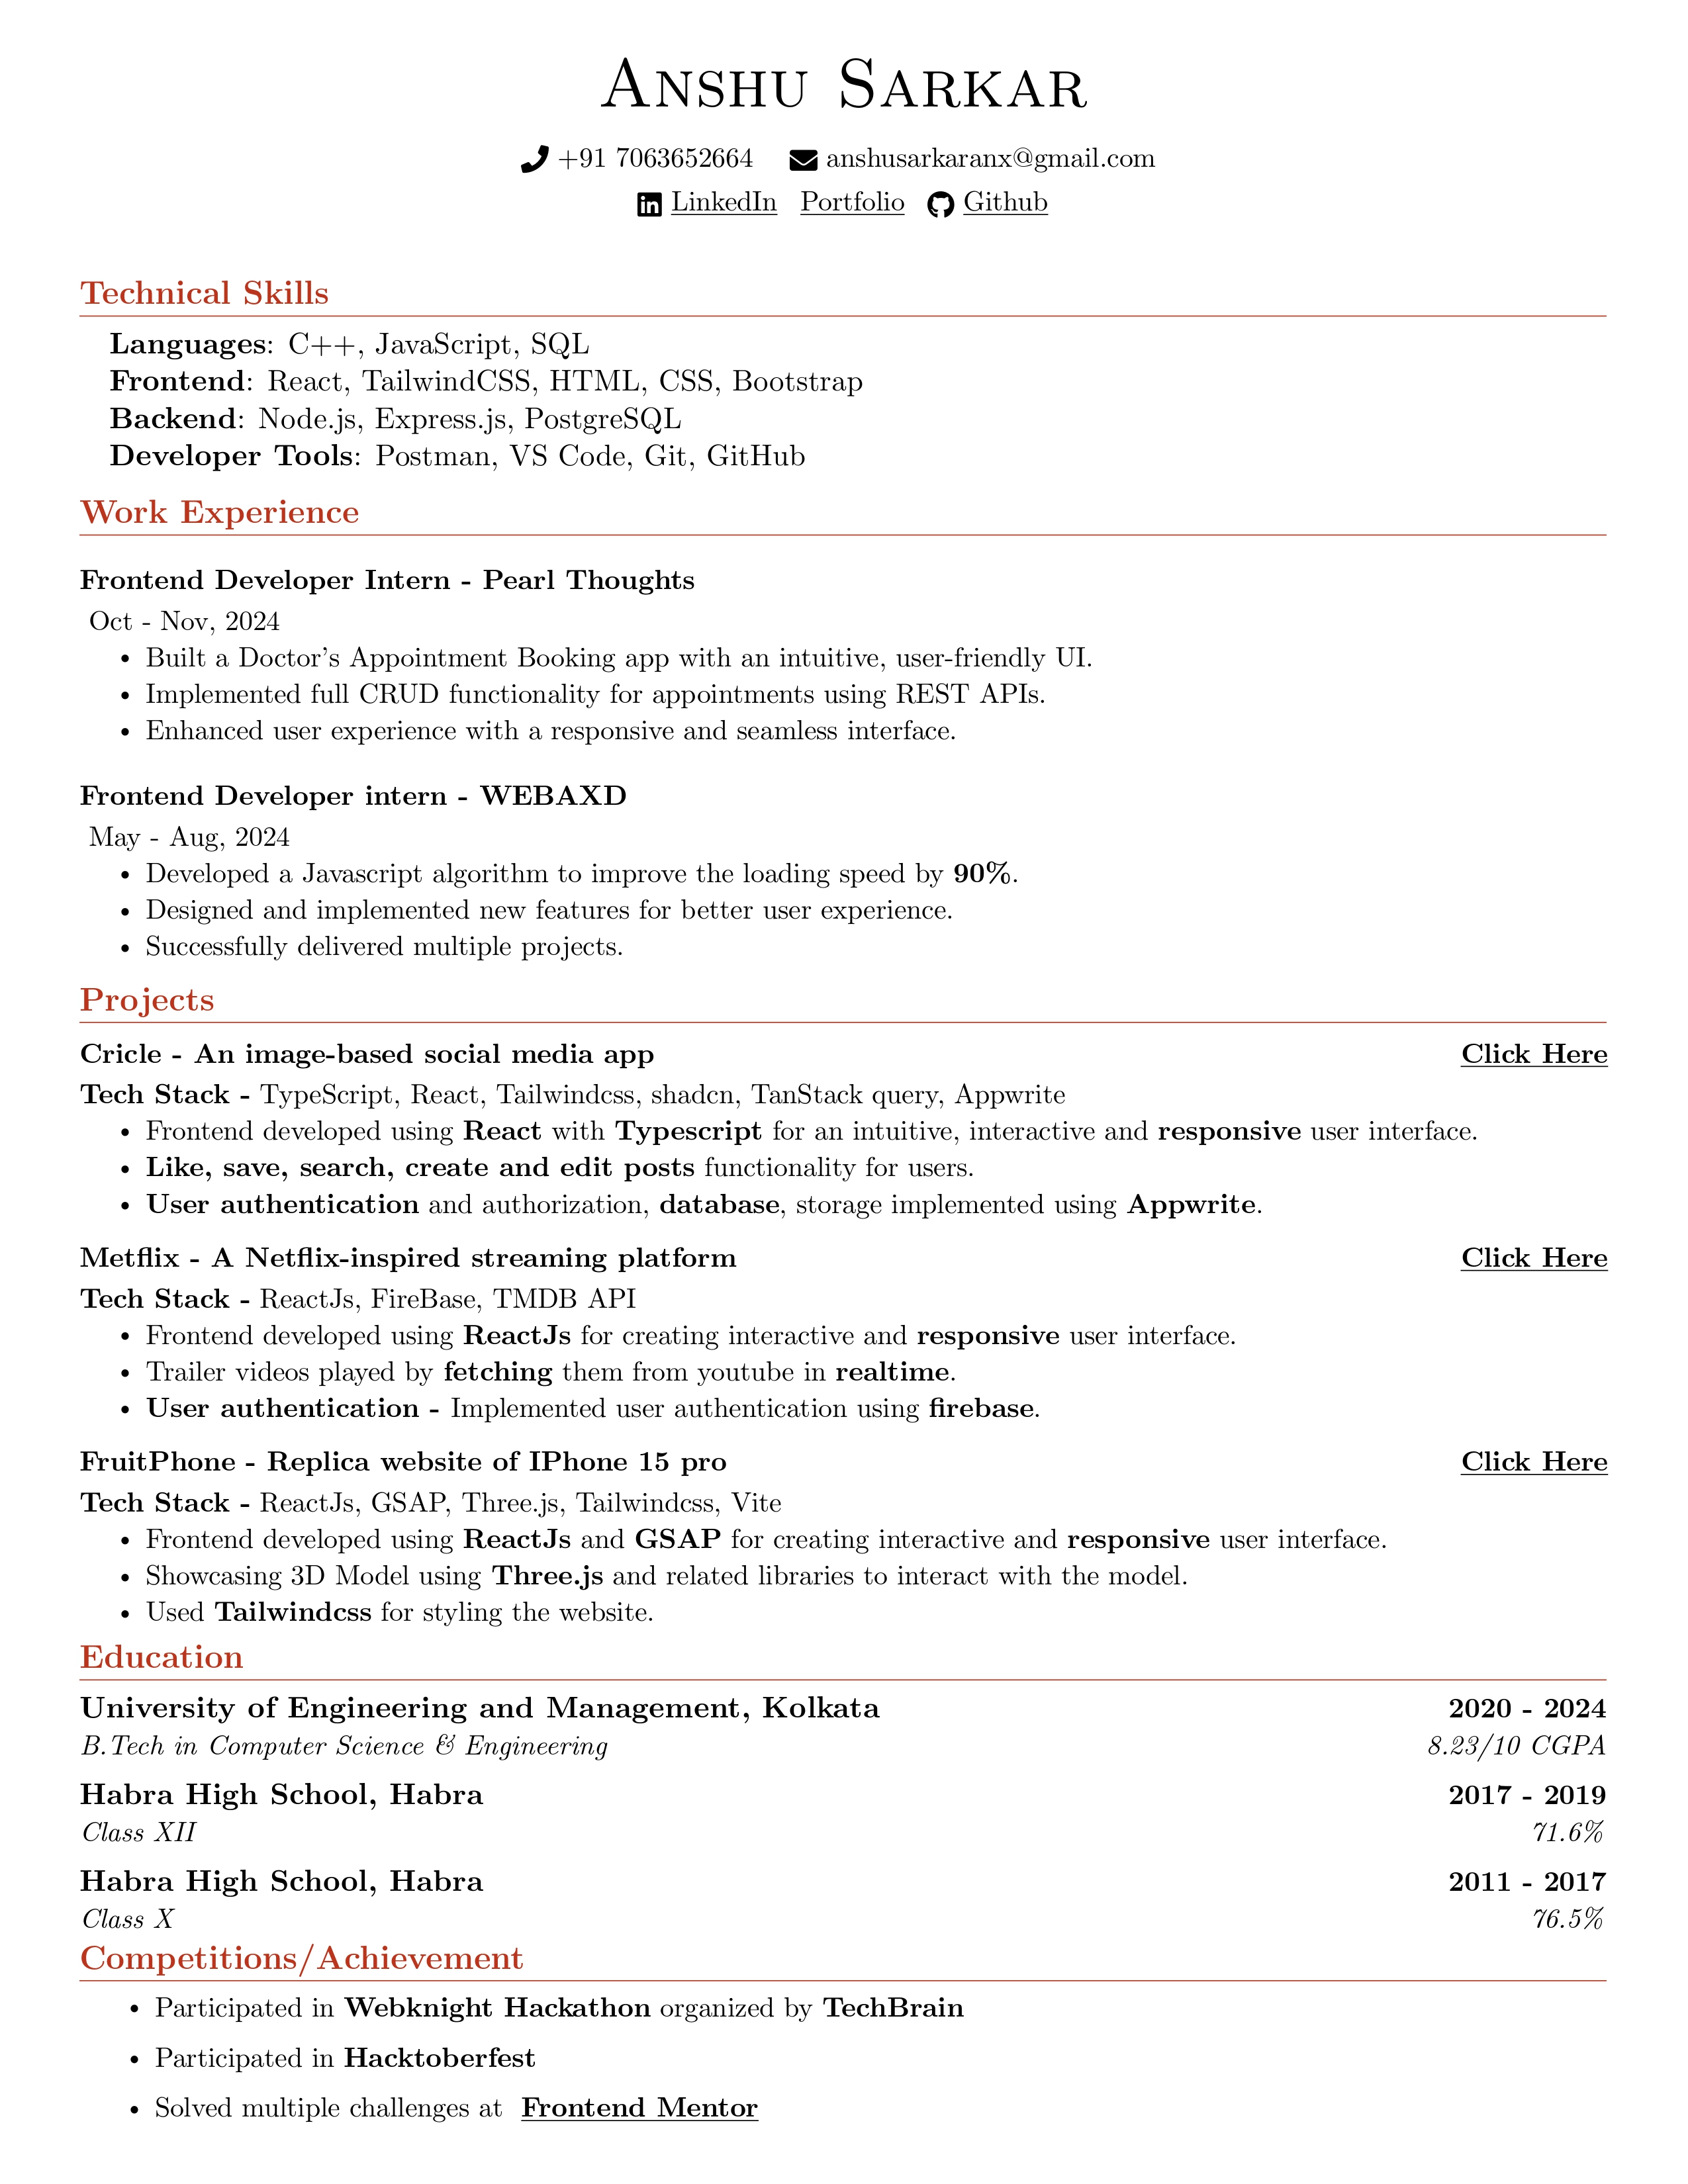 Anshu Sarkar
+91 7063652664 anshusarkaranx@gmail.com
LinkedIn Portfolio Github
Technical Skills
Languages: C++, JavaScript, SQL
Frontend: React, TailwindCSS, HTML, CSS, Bootstrap
Backend: Node.js, Express.js, PostgreSQL
Developer Tools: Postman, VS Code, Git, GitHub
Work Experience
Frontend Developer Intern - Pearl Thoughts
Oct - Nov, 2024
• Built a Doctor's Appointment Booking app with an intuitive, user-friendly UI.
• Implemented full CRUD functionality for appointments using REST APIs.
• Enhanced user experience with a responsive and seamless interface.
Frontend Developer intern - WEBAXD
May - Aug, 2024
• Developed a Javascript algorithm to improve the loading speed by 90%.
• Designed and implemented new features for better user experience.
• Successfully delivered multiple projects.
Projects
Cricle - An image-based social media app Click Here
Tech Stack - TypeScript, React, Tailwindcss, shadcn, TanStack query, Appwrite
• Frontend developed using React with Typescript for an intuitive, interactive and responsive user interface.
• Like, save, search, create and edit posts functionality for users.
• User authentication and authorization, database, storage implemented using Appwrite.
Metflix - A Netflix-inspired streaming platform Click Here
Tech Stack - ReactJs, FireBase, TMDB API
• Frontend developed using ReactJs for creating interactive and responsive user interface.
• Trailer videos played by fetching them from youtube in realtime.
• User authentication - Implemented user authentication using firebase.
FruitPhone - Replica website of IPhone 15 pro Click Here
Tech Stack - ReactJs, GSAP, Three.js, Tailwindcss, Vite
• Frontend developed using ReactJs and GSAP for creating interactive and responsive user interface.
• Showcasing 3D Model using Three.js and related libraries to interact with the model.
• Used Tailwindcss for styling the website.
Education
University of Engineering and Management, Kolkata 2020 - 2024
B.Tech in Computer Science & Engineering 8.23/10 CGPA
Habra High School, Habra 2017 - 2019
Class XII 71.6%
Habra High School, Habra 2011 - 2017
Class X 76.5%
Competitions/Achievement
• Participated in Webknight Hackathon organized by TechBrain
• Participated in Hacktoberfest
• Solved multiple challenges at Frontend Mentor